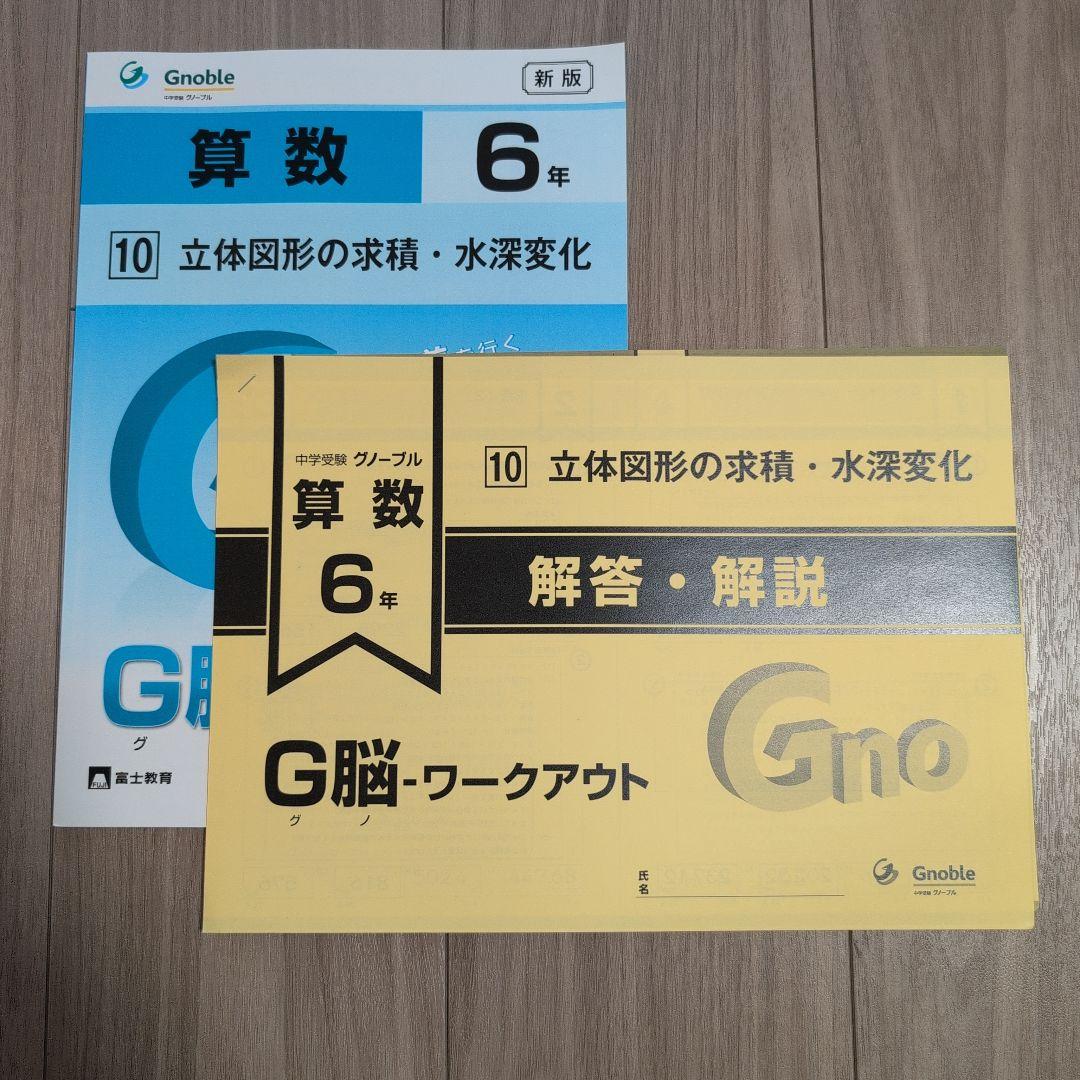 Gnoble
中学受験 グノーブル
新版
算数
6年
10 立体図形の求積・水深変化
を行く
G脳
グ
FUJI
富士教育
中学受験 グノーブル
算数
6年
10 立体図形の求積・水深変化
解答・解説
G脳-ワークアウト
グ ノ
Gno
氏名
Gnoble
中学受験 グノーブル